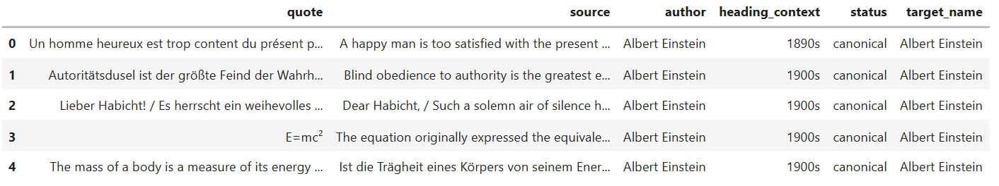 quote source author heading_context status target_name
0 Un homme heureux est trop content du présent p... A happy man is too satisfied with the present ... Albert Einstein 1890s canonical Albert Einstein
1 Autoritätsdusel ist der größte Feind der Wahrh... Blind obedience to authority is the greatest e... Albert Einstein 1900s canonical Albert Einstein
2 Lieber Habicht! / Es herrscht ein weihevolles ... Dear Habicht, / Such a solemn air of silence h... Albert Einstein 1900s canonical Albert Einstein
3 E=mc² The equation originally expressed the equivale... Albert Einstein 1900s canonical Albert Einstein
4 The mass of a body is a measure of its energy ... Ist die Trägheit eines Körpers von seinem Ener... Albert Einstein 1900s canonical Albert Einstein